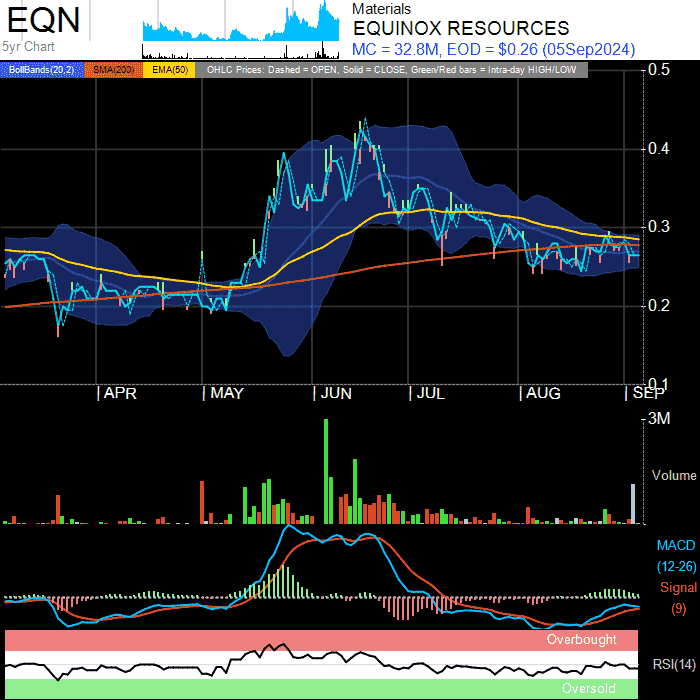 EQN
5yr Chart
Materials
EQUINOX RESOURCES
MC = 32.8M, EOD = $0.26 (05Sep2024)
BollBands(20,2) SMA(200) EMA(50) OHLC Prices: Dashed = OPEN, Solid = CLOSE, Green/Red bars = Intra-day HIGH/LOW
0.5
0.4
0.3
0.2
0.1
APR MAY JUN JUL AUG SEP
3M
Volume
MACD
(12-26)
Signal
(9)
Overbought
RSI(14)
Oversold